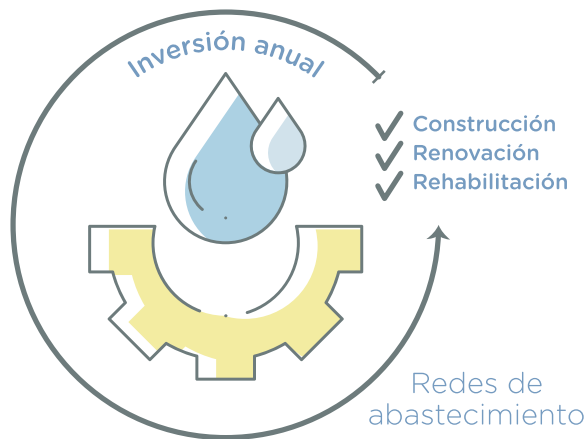 Inversión anual
Construcción
Renovación
Rehabilitación
Redes de
abastecimiento